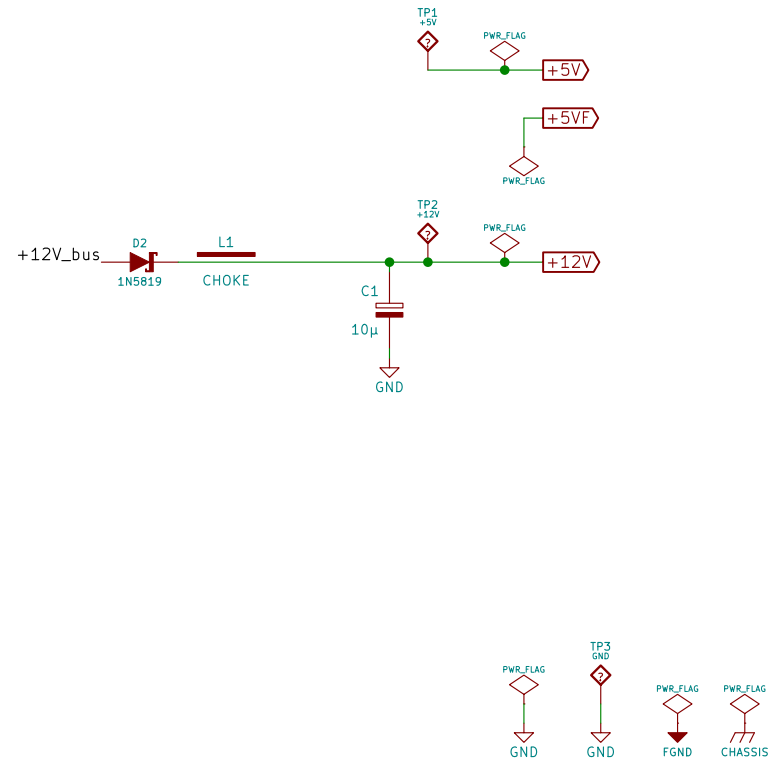 TP1
+5V
?
PWR_FLAG
+5V
+5VF
PWR_FLAG
TP2
+12V
?
PWR_FLAG
+12V
+12V_bus
D2
1N5819
L1
CHOKE
C1
10µ
GND
PWR_FLAG
GND
TP3
GND
?
GND
PWR_FLAG
FGND
PWR_FLAG
CHASSIS